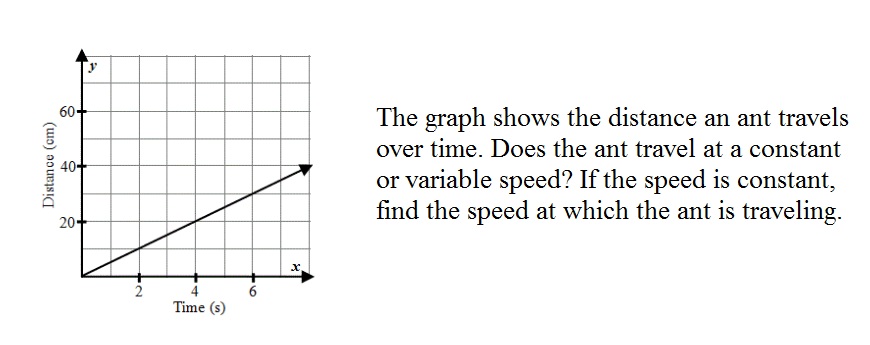 y
60
40
20
Distance (cm)
x
2 4 6
Time (s)
The graph shows the distance an ant travels
over time. Does the ant travel at a constant
or variable speed? If the speed is constant,
find the speed at which the ant is traveling.